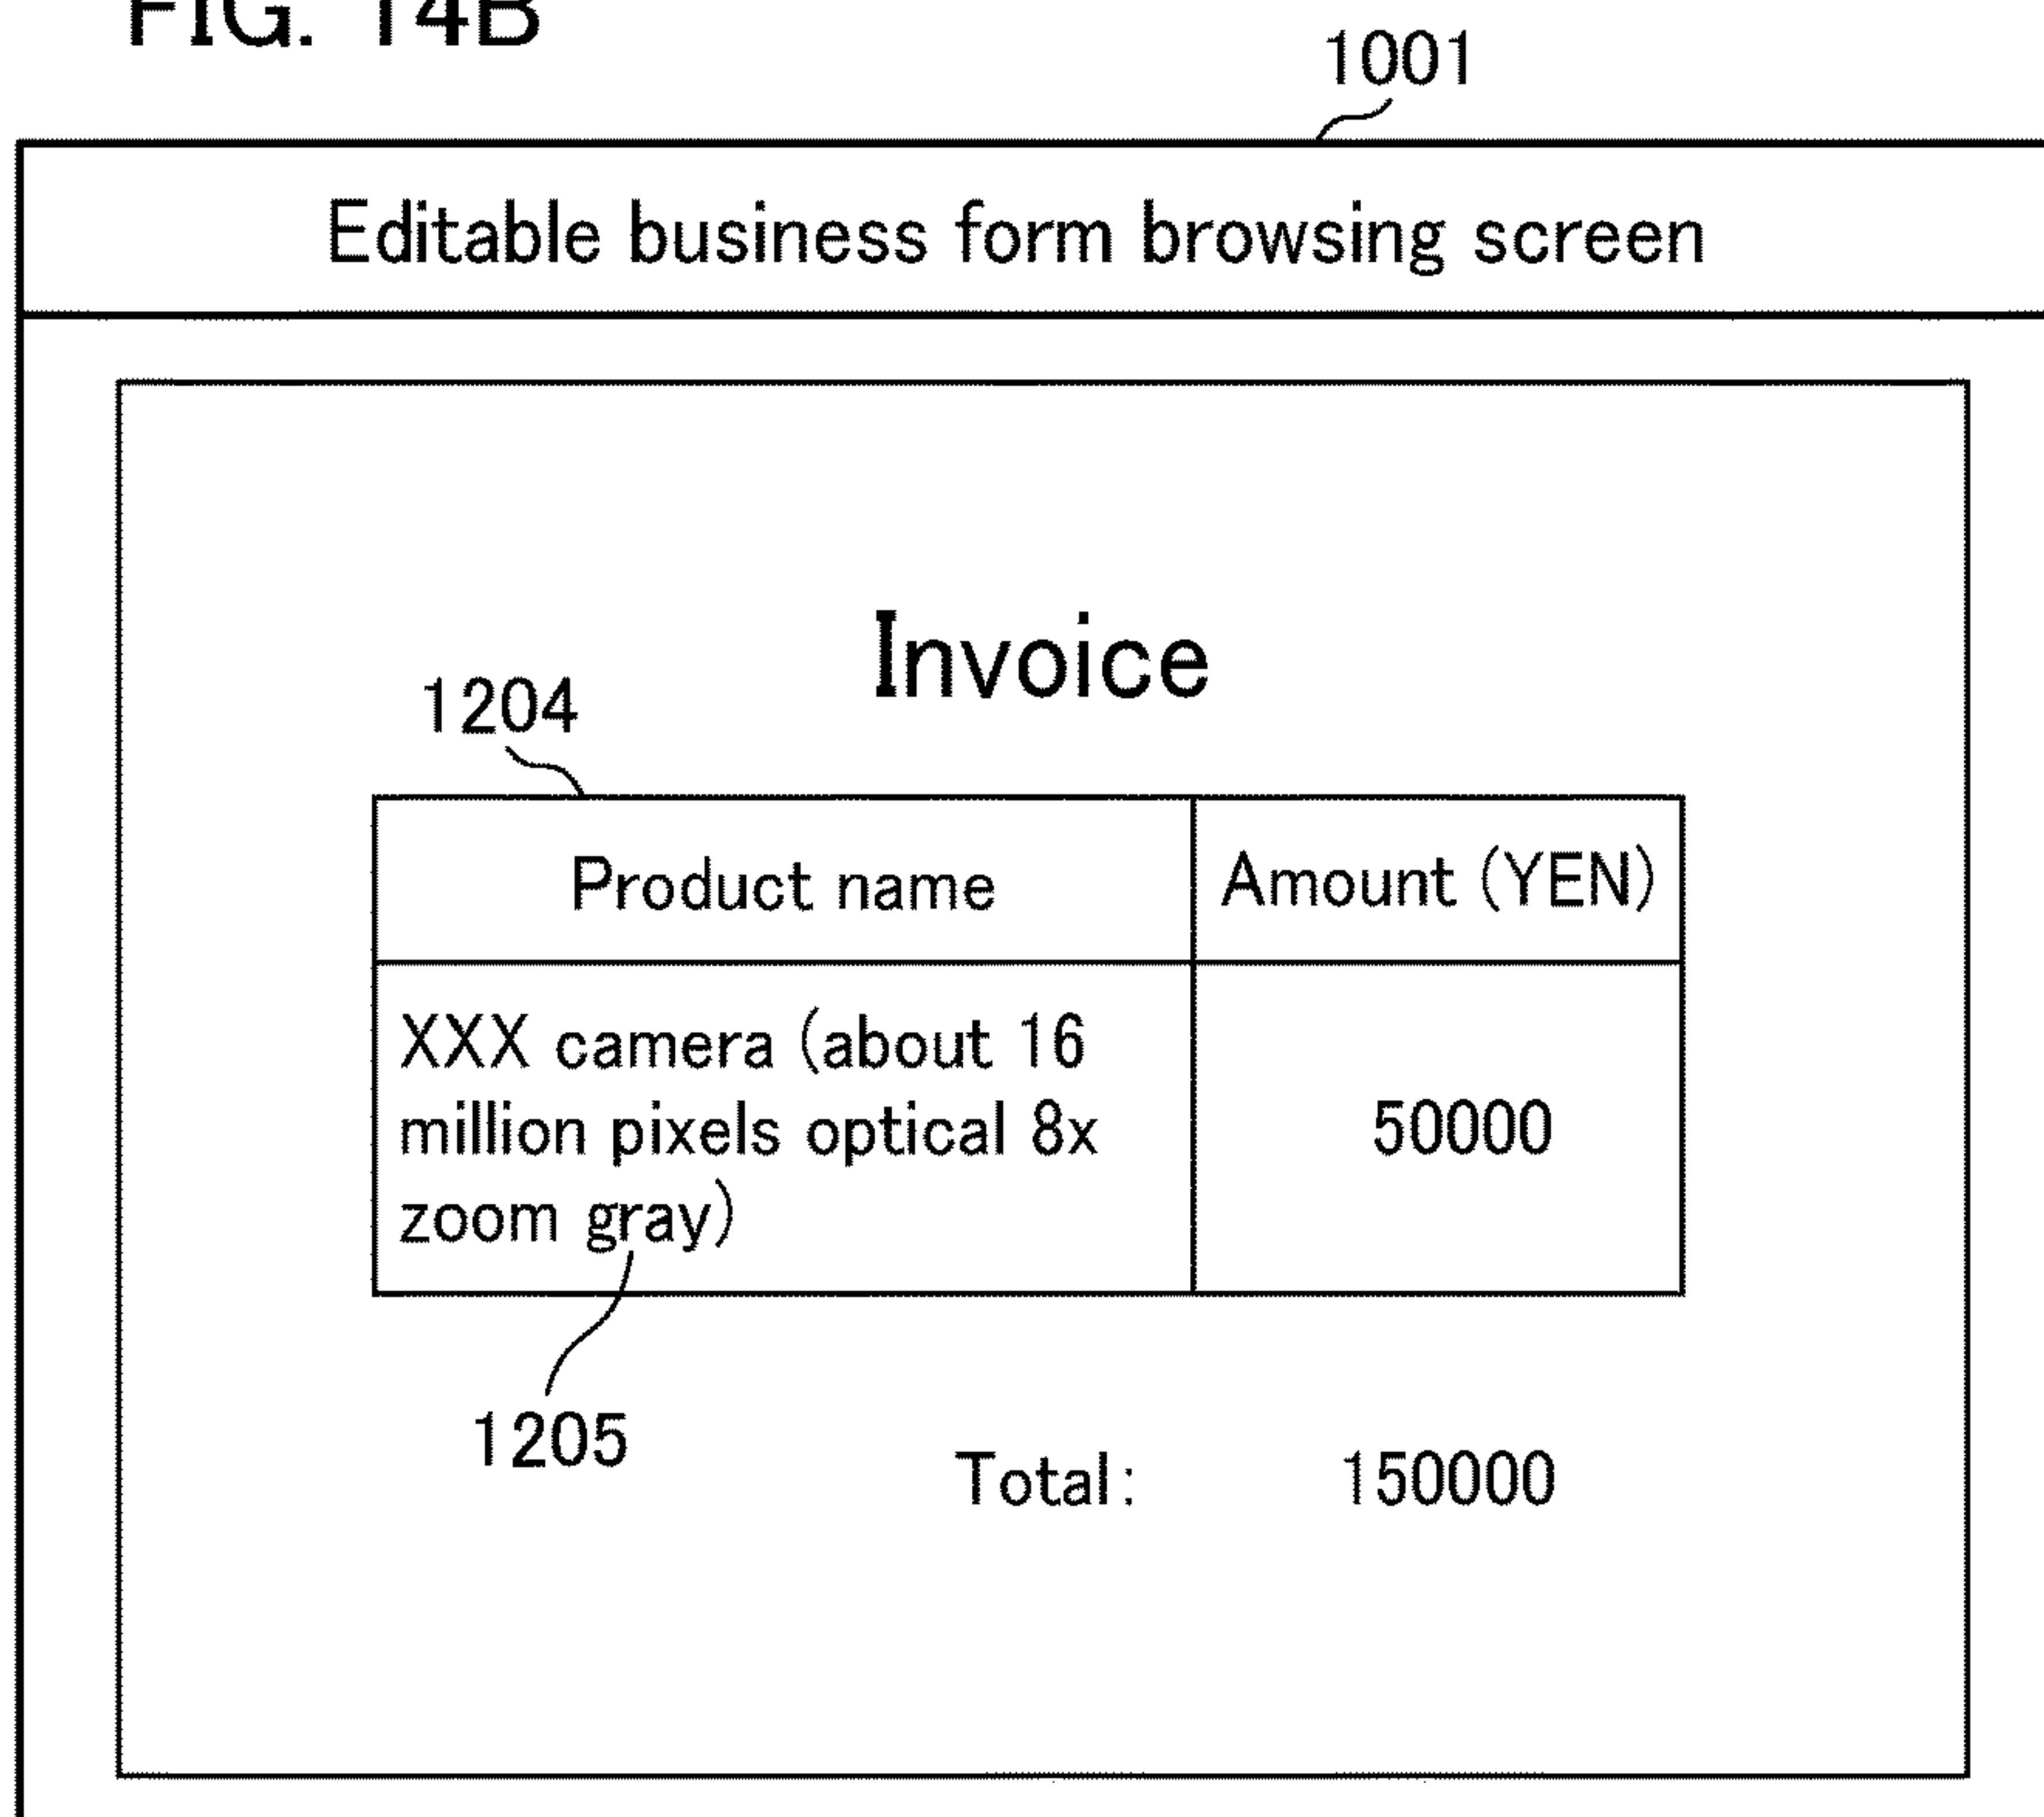 FIG. 14B
1001
Editable business form browsing screen
Invoice
1204
Product name Amount (YEN)
XXX camera (about 16
million pixels optical 8x
zoom gray)
50000
1205
Total: 150000